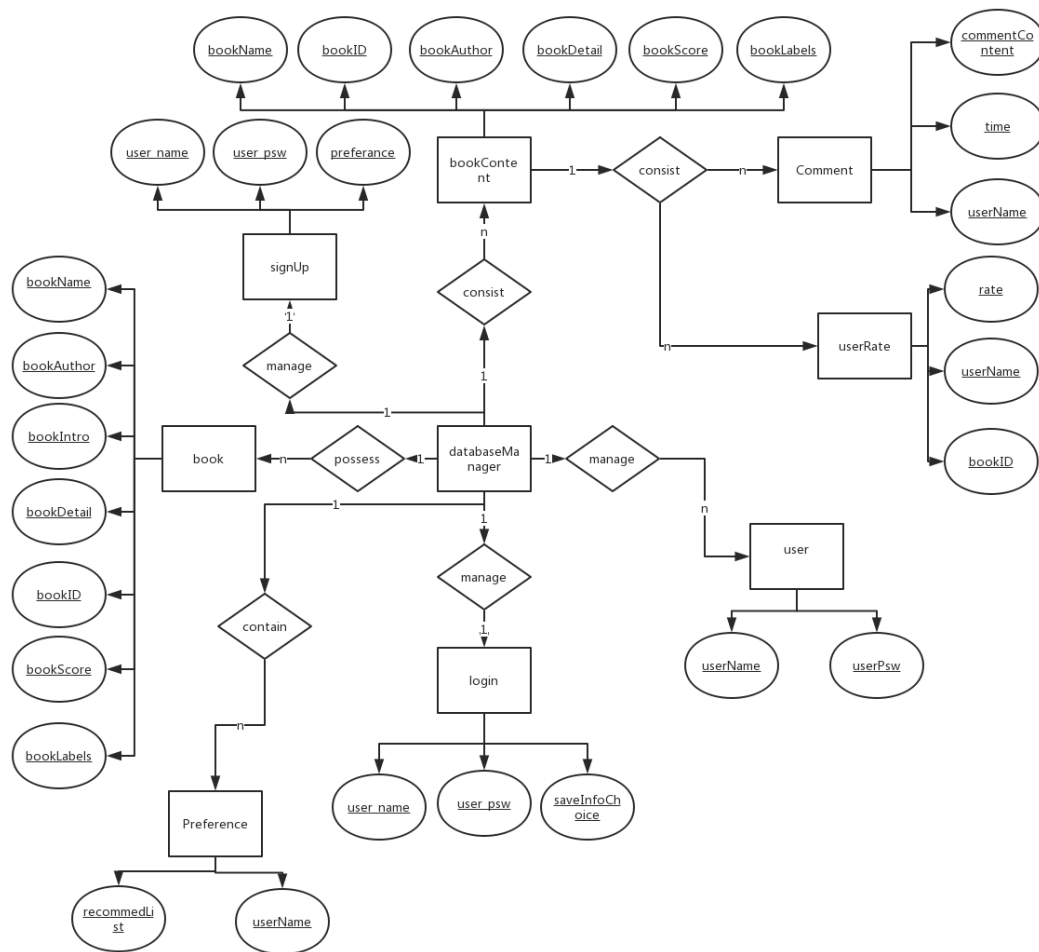 bookName
bookID
bookAuthor
bookDetail
bookScore
bookLabels
commentCo
ntent
user_name
user_psw
preferance
time
bookConte
nt
1
consist
n
Comment
userName
n
signUp
consist
bookName
rate
1
n
userRate
bookAuthor
manage
1
userName
1
bookIntro
book
n
possess
1
databaseMa
nager
1
manage
bookID
bookDetail
1
1
n
user
manage
bookID
contain
1
userName
userPsw
bookScore
login
n
bookLabels
user_name
user_psw
saveInfoCh
oice
Preference
recommedLi
st
userName